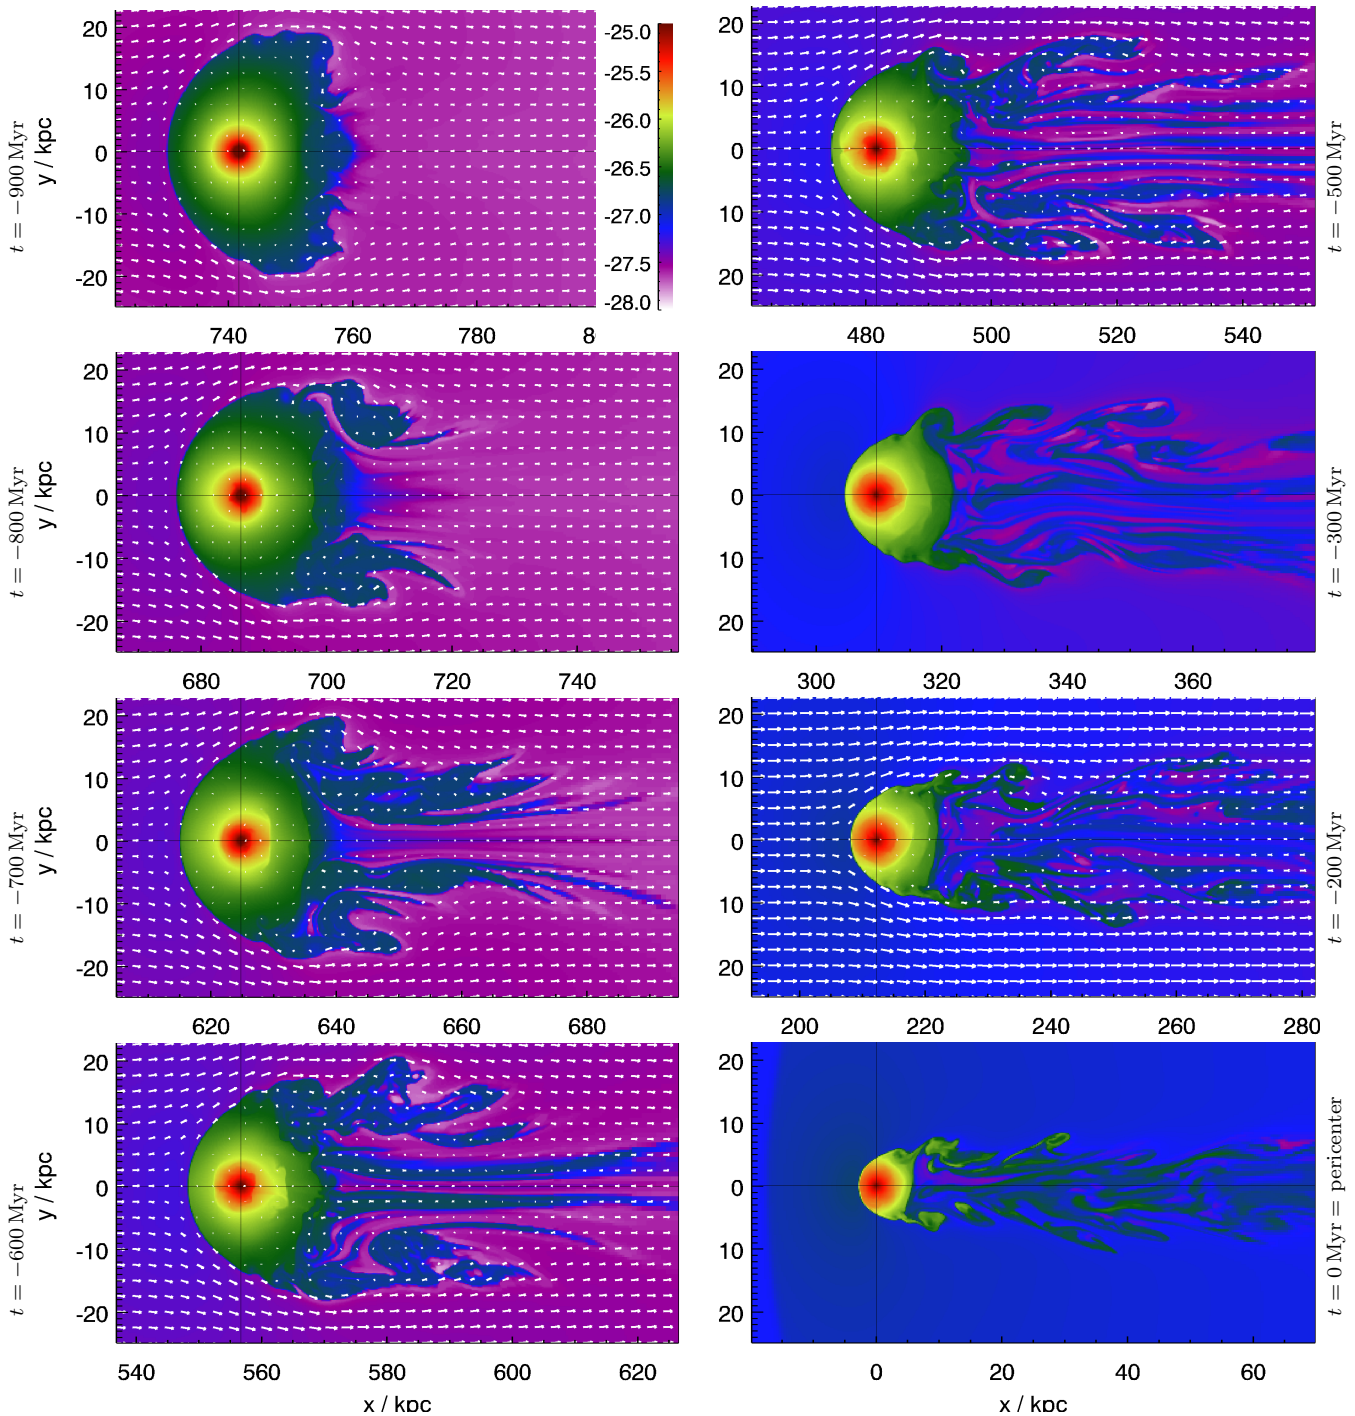 t = −900 Myr
y / kpc
20
10
0
-10
-20
740 760 780 8
-25.0
-25.5
-26.0
-26.5
-27.0
-27.5
-28.0
t = −800 Myr
y / kpc
20
10
0
-10
-20
680 700 720 740
t = −700 Myr
y / kpc
20
10
0
-10
-20
620 640 660 680
t = −600 Myr
y / kpc
20
10
0
-10
-20
540 560 580 600 620
x / kpc
20
10
0
10
20
480 500 520 540
t = −500 Myr
20
10
0
10
20
300 320 340 360
t = −300 Myr
20
10
0
10
20
200 220 240 260 280
t = −200 Myr
20
10
0
10
20
0 20 40 60
x / kpc
t = 0 Myr = pericenter